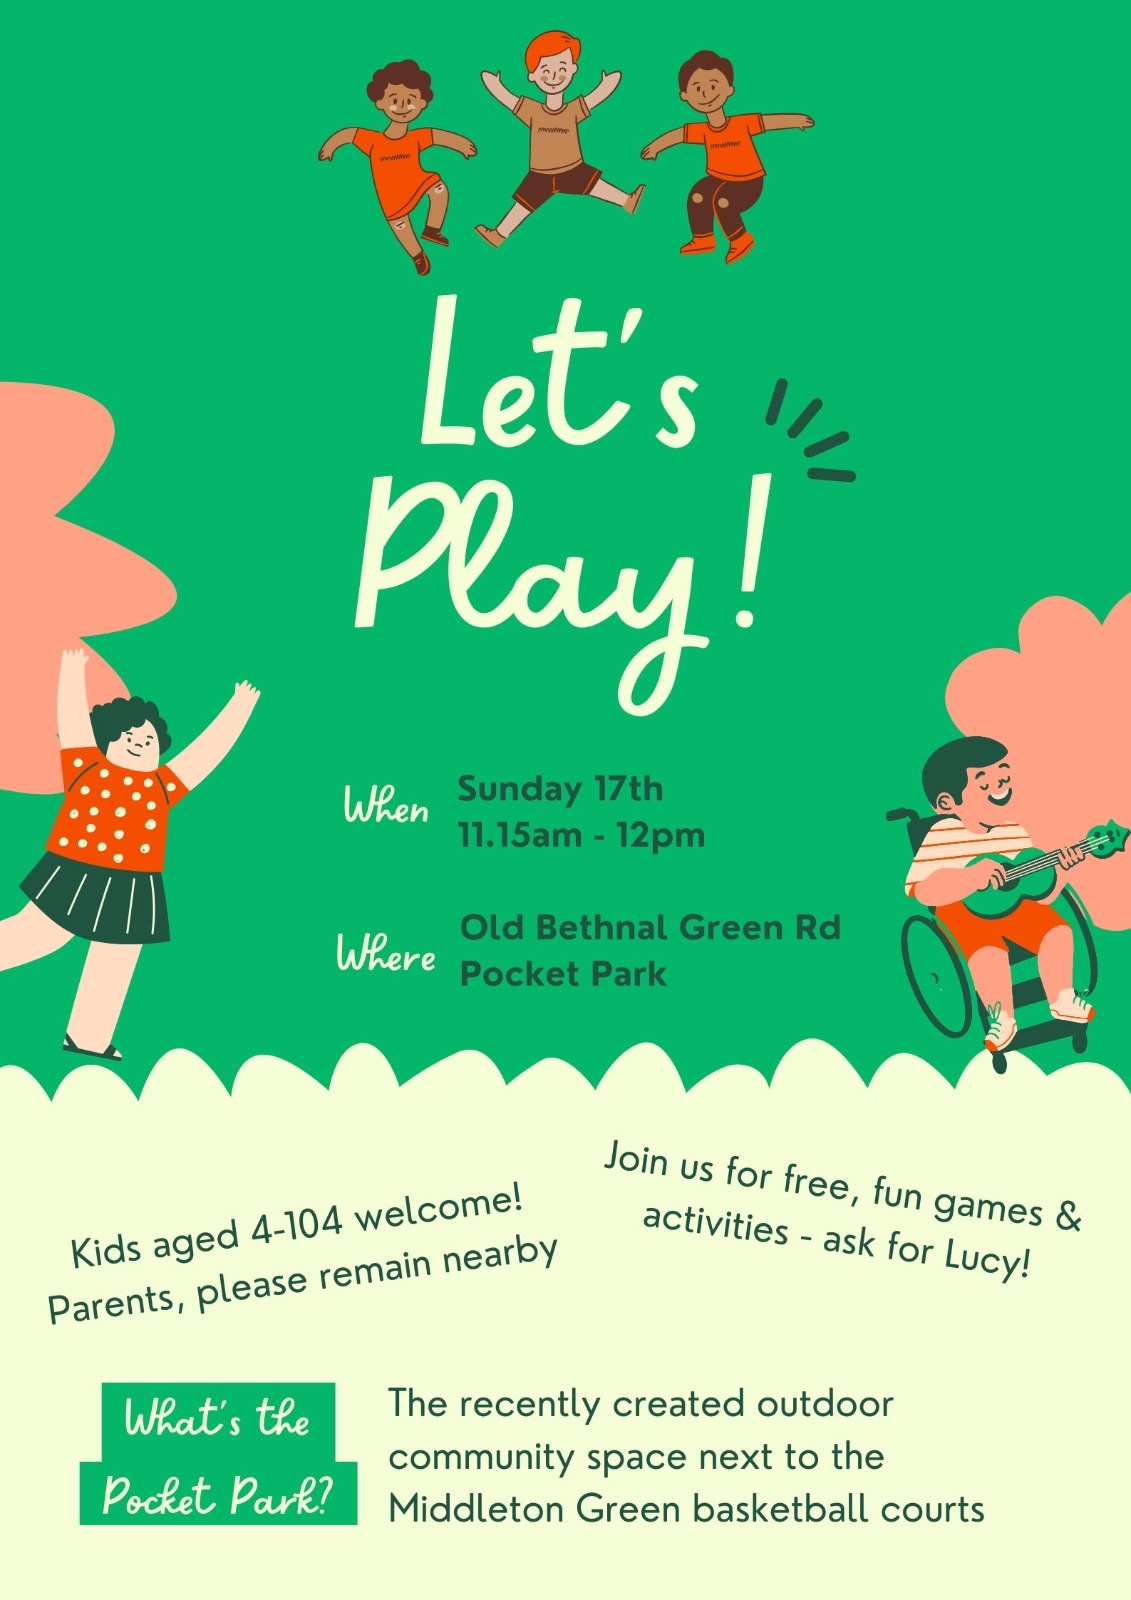 Let's
Play!
When
Sunday 17th
11.15am - 12pm
Where
Old Bethnal Green Rd
Pocket Park
Kids aged 4-104 welcome!
Parents, please remain nearby
Join us for free, fun games &
activities - ask for Lucy!
What's the
Pocket Park?
The recently created outdoor
community space next to the
Middleton Green basketball courts